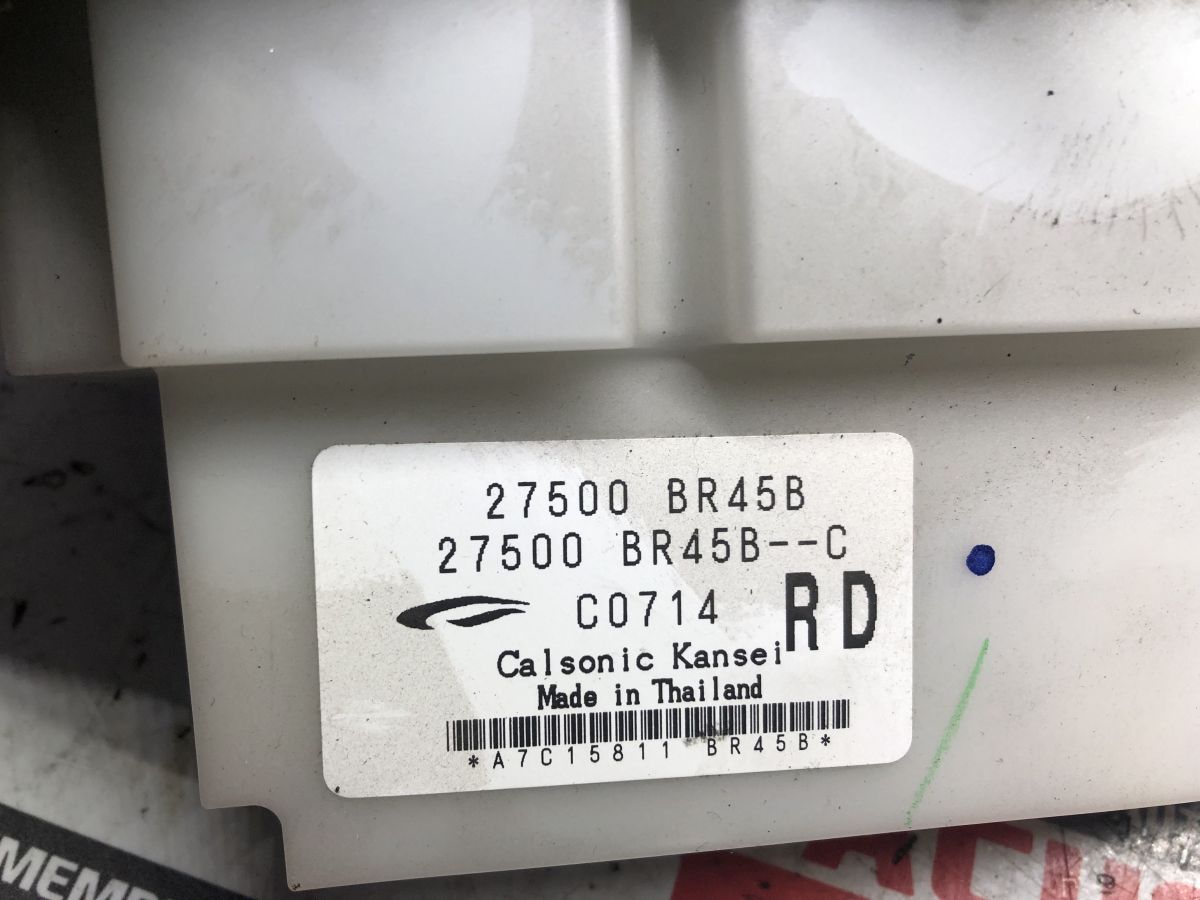 27500 BR45B
27500 BR45B--C
C0714 RD
Calsonic Kansei
Made in Thailand
*A7C15811 BR45B*